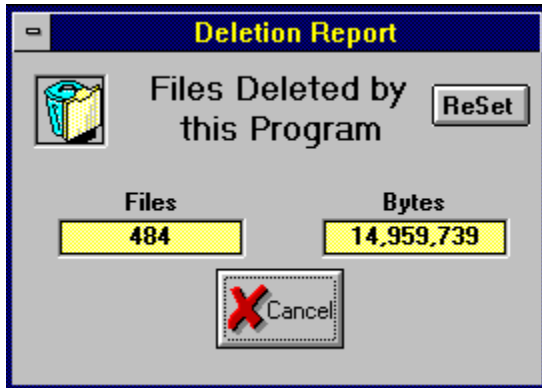 Deletion Report
Files Deleted by
this Program
ReSet
Files
Bytes
484
14,959,739
Cancel